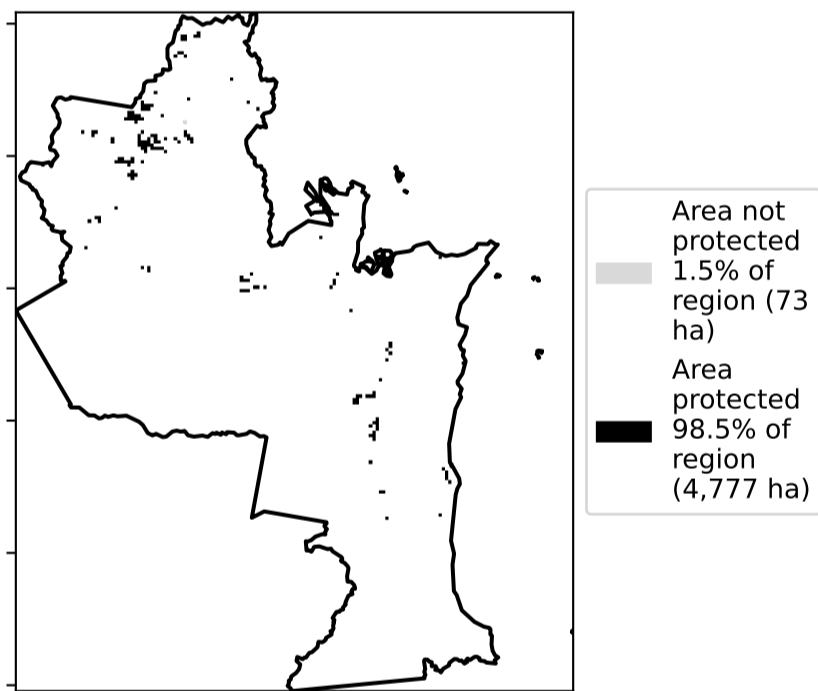 Area not
protected
1.5% of
region (73
ha)
Area
protected
98.5% of
region
(4,777 ha)